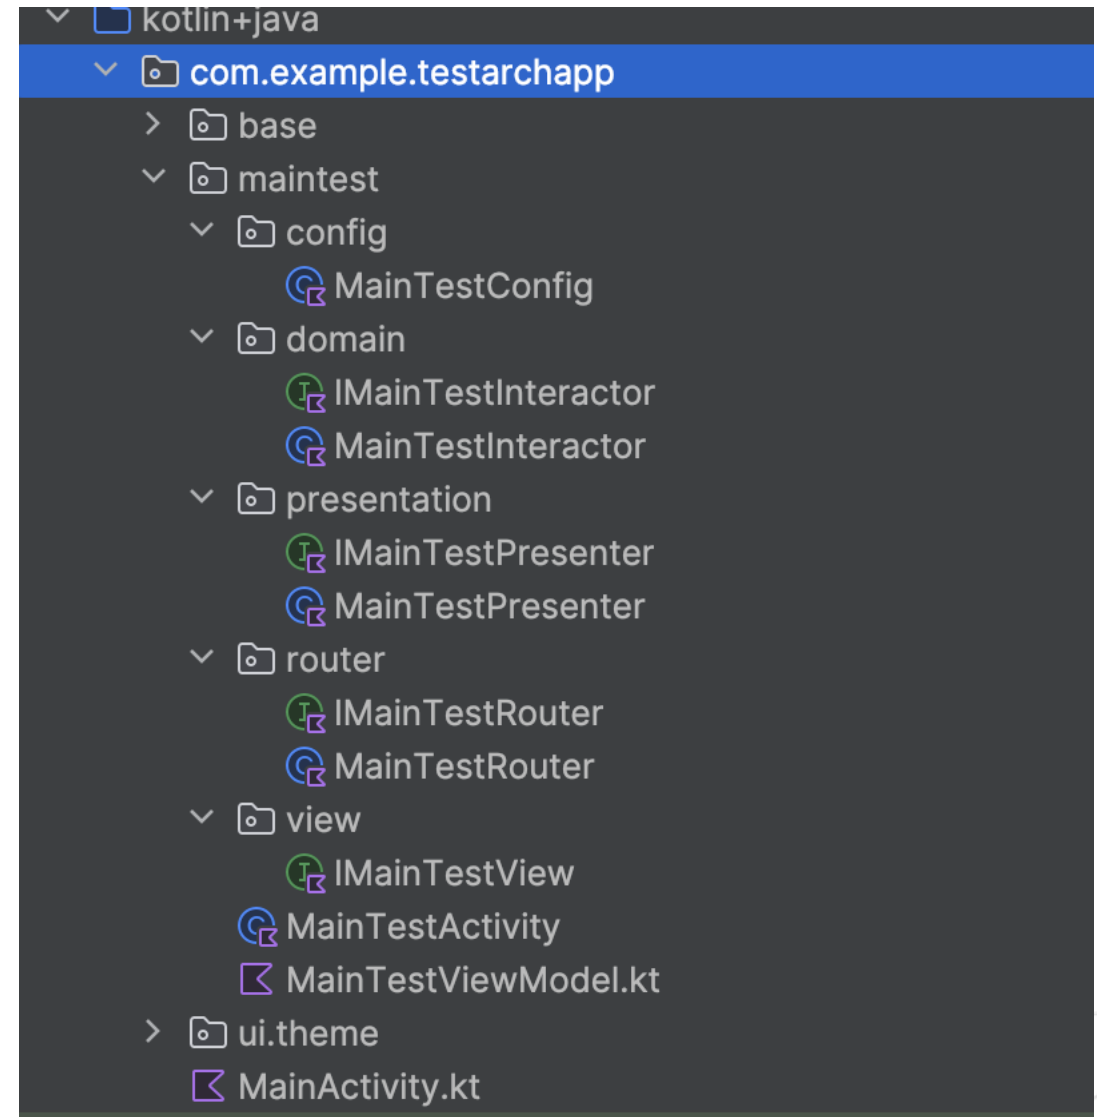 kotlin+java
com.example.testarchapp
base
maintest
config
MainTestConfig
domain
IMainTestInteractor
MainTestInteractor
presentation
IMainTestPresenter
MainTestPresenter
router
IMainTestRouter
MainTestRouter
view
IMainTestView
MainTestActivity
MainTestViewModel.kt
ui.theme
MainActivity.kt